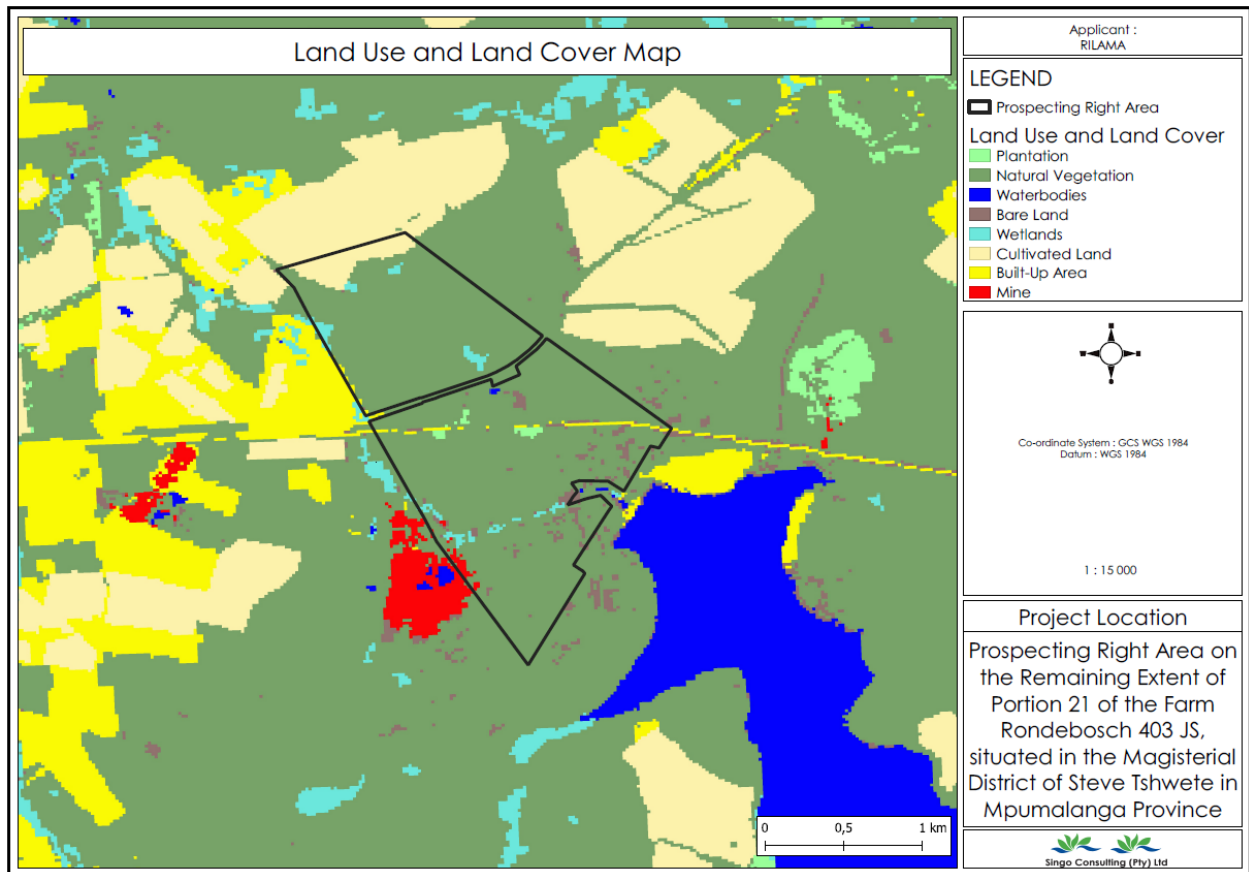 Land Use and Land Cover Map
Applicant :
RILAMA
LEGEND
Prospecting Right Area
Land Use and Land Cover
Plantation
Natural Vegetation
Waterbodies
Bare Land
Wetlands
Cultivated Land
Built-Up Area
Mine
Co-ordinate System : GCS WGS 1984
Datum : WGS 1984
1 : 15 000
Project Location
Prospecting Right Area on
the Remaining Extent of
Portion 21 of the Farm
Rondebosch 403 JS,
situated in the Magisterial
District of Steve Tshwete in
Mpumalanga Province
0 0,5 1 km
Singo Consulting (Pty) Ltd